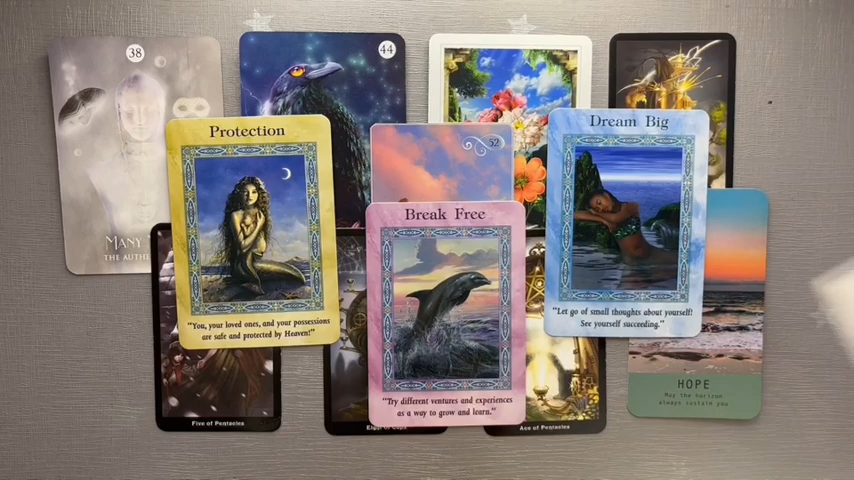 38
44
Protection
Dream Big
52
MANY
THE AUTHE
Break Free
"You, your loved ones, and your possessions
are safe and protected by Heaven!"
"Let go of small thoughts about yourself!
See yourself succeeding."
HOPE
May the horizon
always sustain you
"Try different ventures and experiences
as a way to grow and learn."
Five of Pentacles
of Cups
Ace of Pentacles